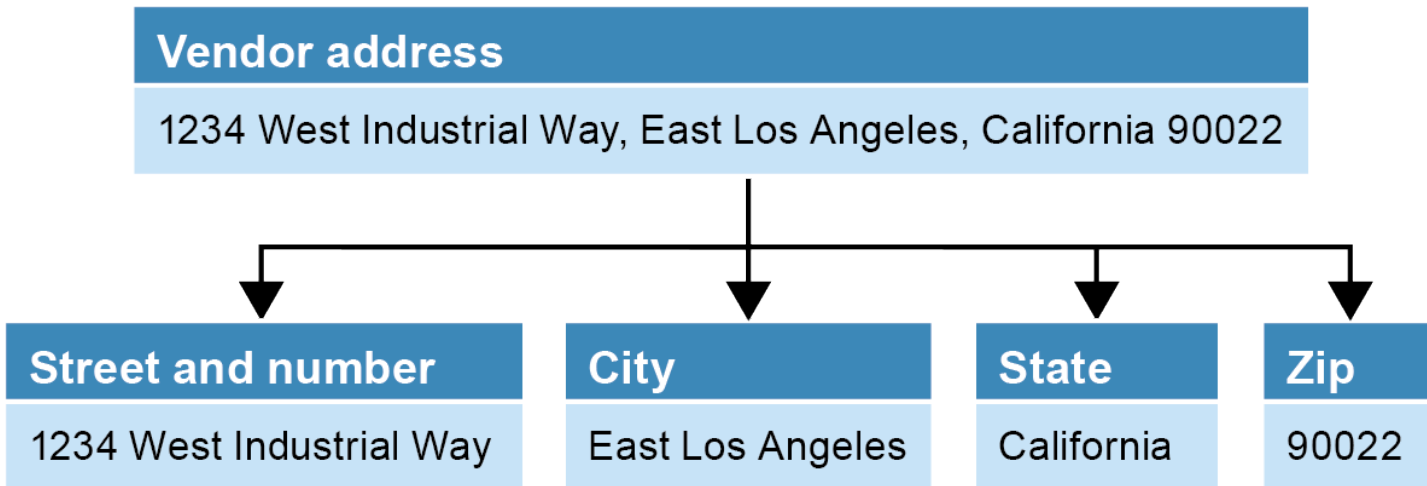 Vendor address
1234 West Industrial Way, East Los Angeles, California 90022
Street and number
1234 West Industrial Way
City
East Los Angeles
State
California
Zip
90022